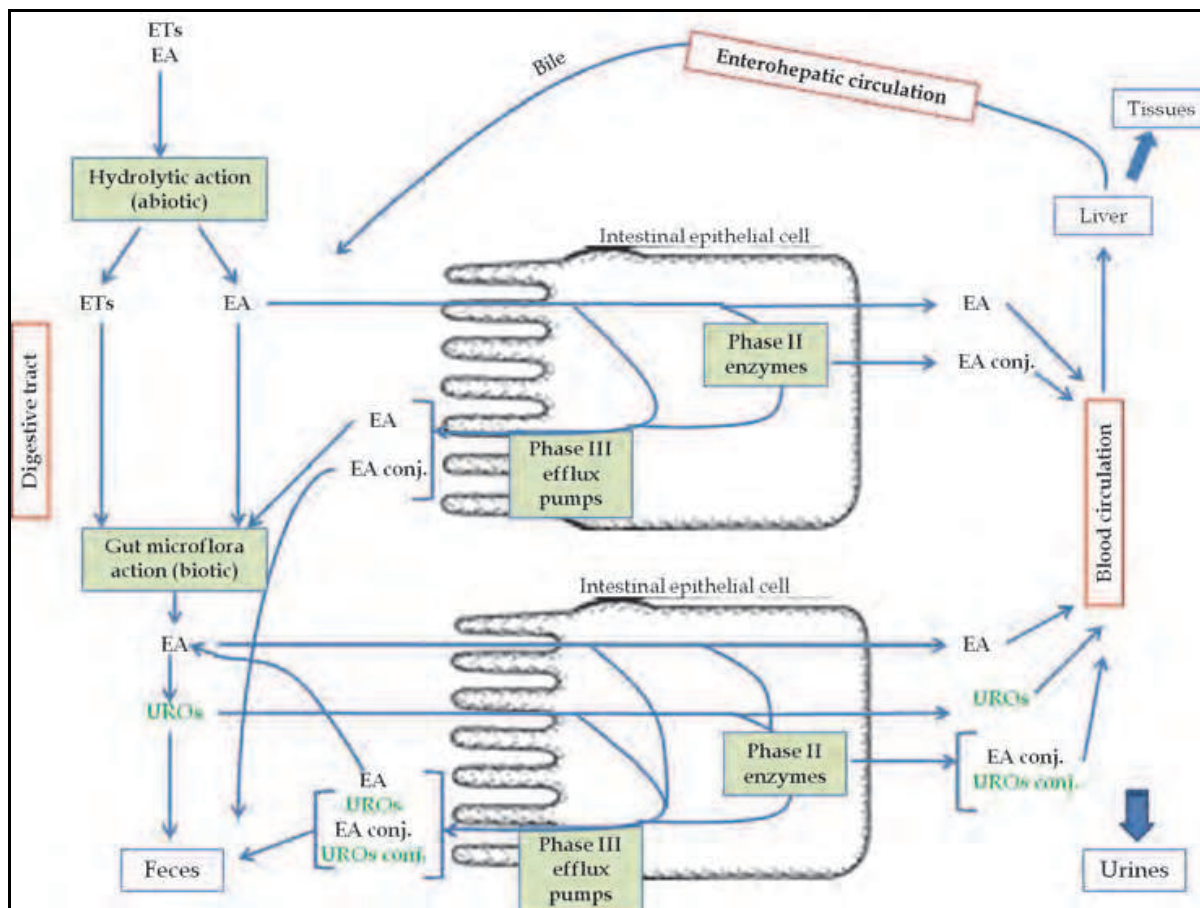 ETs
EA
Bile
Enterohepatic circulation
Tissues
Hydrolytic action
(abiotic)
Liver
Intestinal epithelial cell
ETs
EA
EA
Phase II
enzymes
EA conj.
Digestive tract
EA
EA conj.
Phase III
efflux
pumps
Blood circulation
Gut microflora
action (biotic)
Intestinal epithelial cell
EA
EA
UROs
UROs
Phase II
enzymes
EA conj.
UROs conj.
EA
UROs
EA conj.
UROs conj.
Phase III
efflux
pumps
Feces
Urines